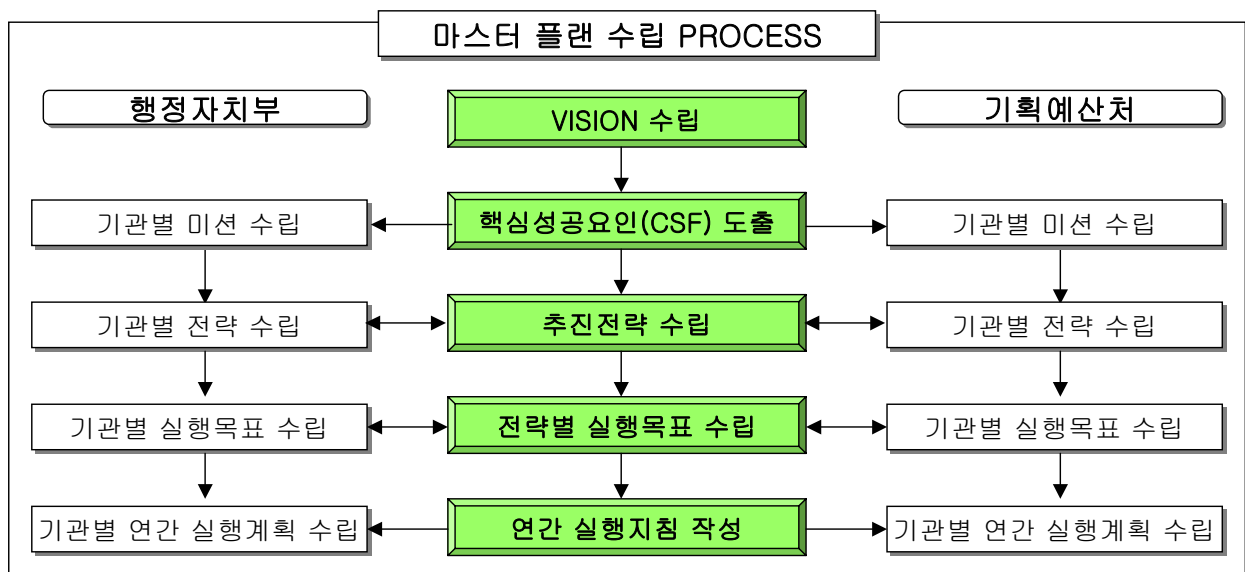 마스터 플랜 수립 PROCESS
행정자치부
VISION 수립
기획예산처
기관별 미션 수립
핵심성공요인(CSF) 도출
기관별 미션 수립
기관별 전략 수립
추진전략 수립
기관별 전략 수립
기관별 실행목표 수립
전략별 실행목표 수립
기관별 실행목표 수립
기관별 연간 실행계획 수립
연간 실행지침 작성
기관별 연간 실행계획 수립